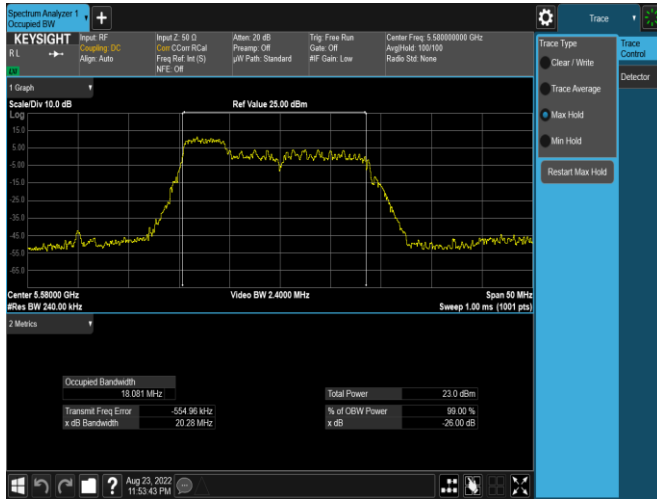 Spectrum Analyzer 1
Occupied BW
+
Trace
KEYSIGHT
R L
LU
Input: RF
Coupling: DC
Align: Auto
Input Z: 50 Ω
Corr CCorr RCal
Freq Ref: Int (S)
NFE: Off
Atten: 20 dB
Preamp: Off
µW Path: Standard
Trig: Free Run
Gate: Off
#IF Gain: Low
Center Freq: 5.580000000 GHz
Avg|Hold: 100/100
Radio Std: None
Trace Type
Clear / Write
Trace Average
Max Hold
Min Hold
Restart Max Hold
Trace
Control
Detector
1 Graph
Scale/Div 10.0 dB
Ref Value 25.00 dBm
Log
15.0
5.00
-5.00
-15.0
-25.0
-35.0
-45.0
-55.0
-65.0
Center 5.58000 GHz
#Res BW 240.00 kHz
Video BW 2.4000 MHz
Span 50 MHz
Sweep 1.00 ms (1001 pts)
2 Metrics
Occupied Bandwidth
18.081 MHz
Transmit Freq Error -554.96 kHz
x dB Bandwidth 20.28 MHz
Total Power 23.0 dBm
% of OBW Power 99.00 %
x dB -26.00 dB
?
Aug 23, 2022
11:53:43 PM